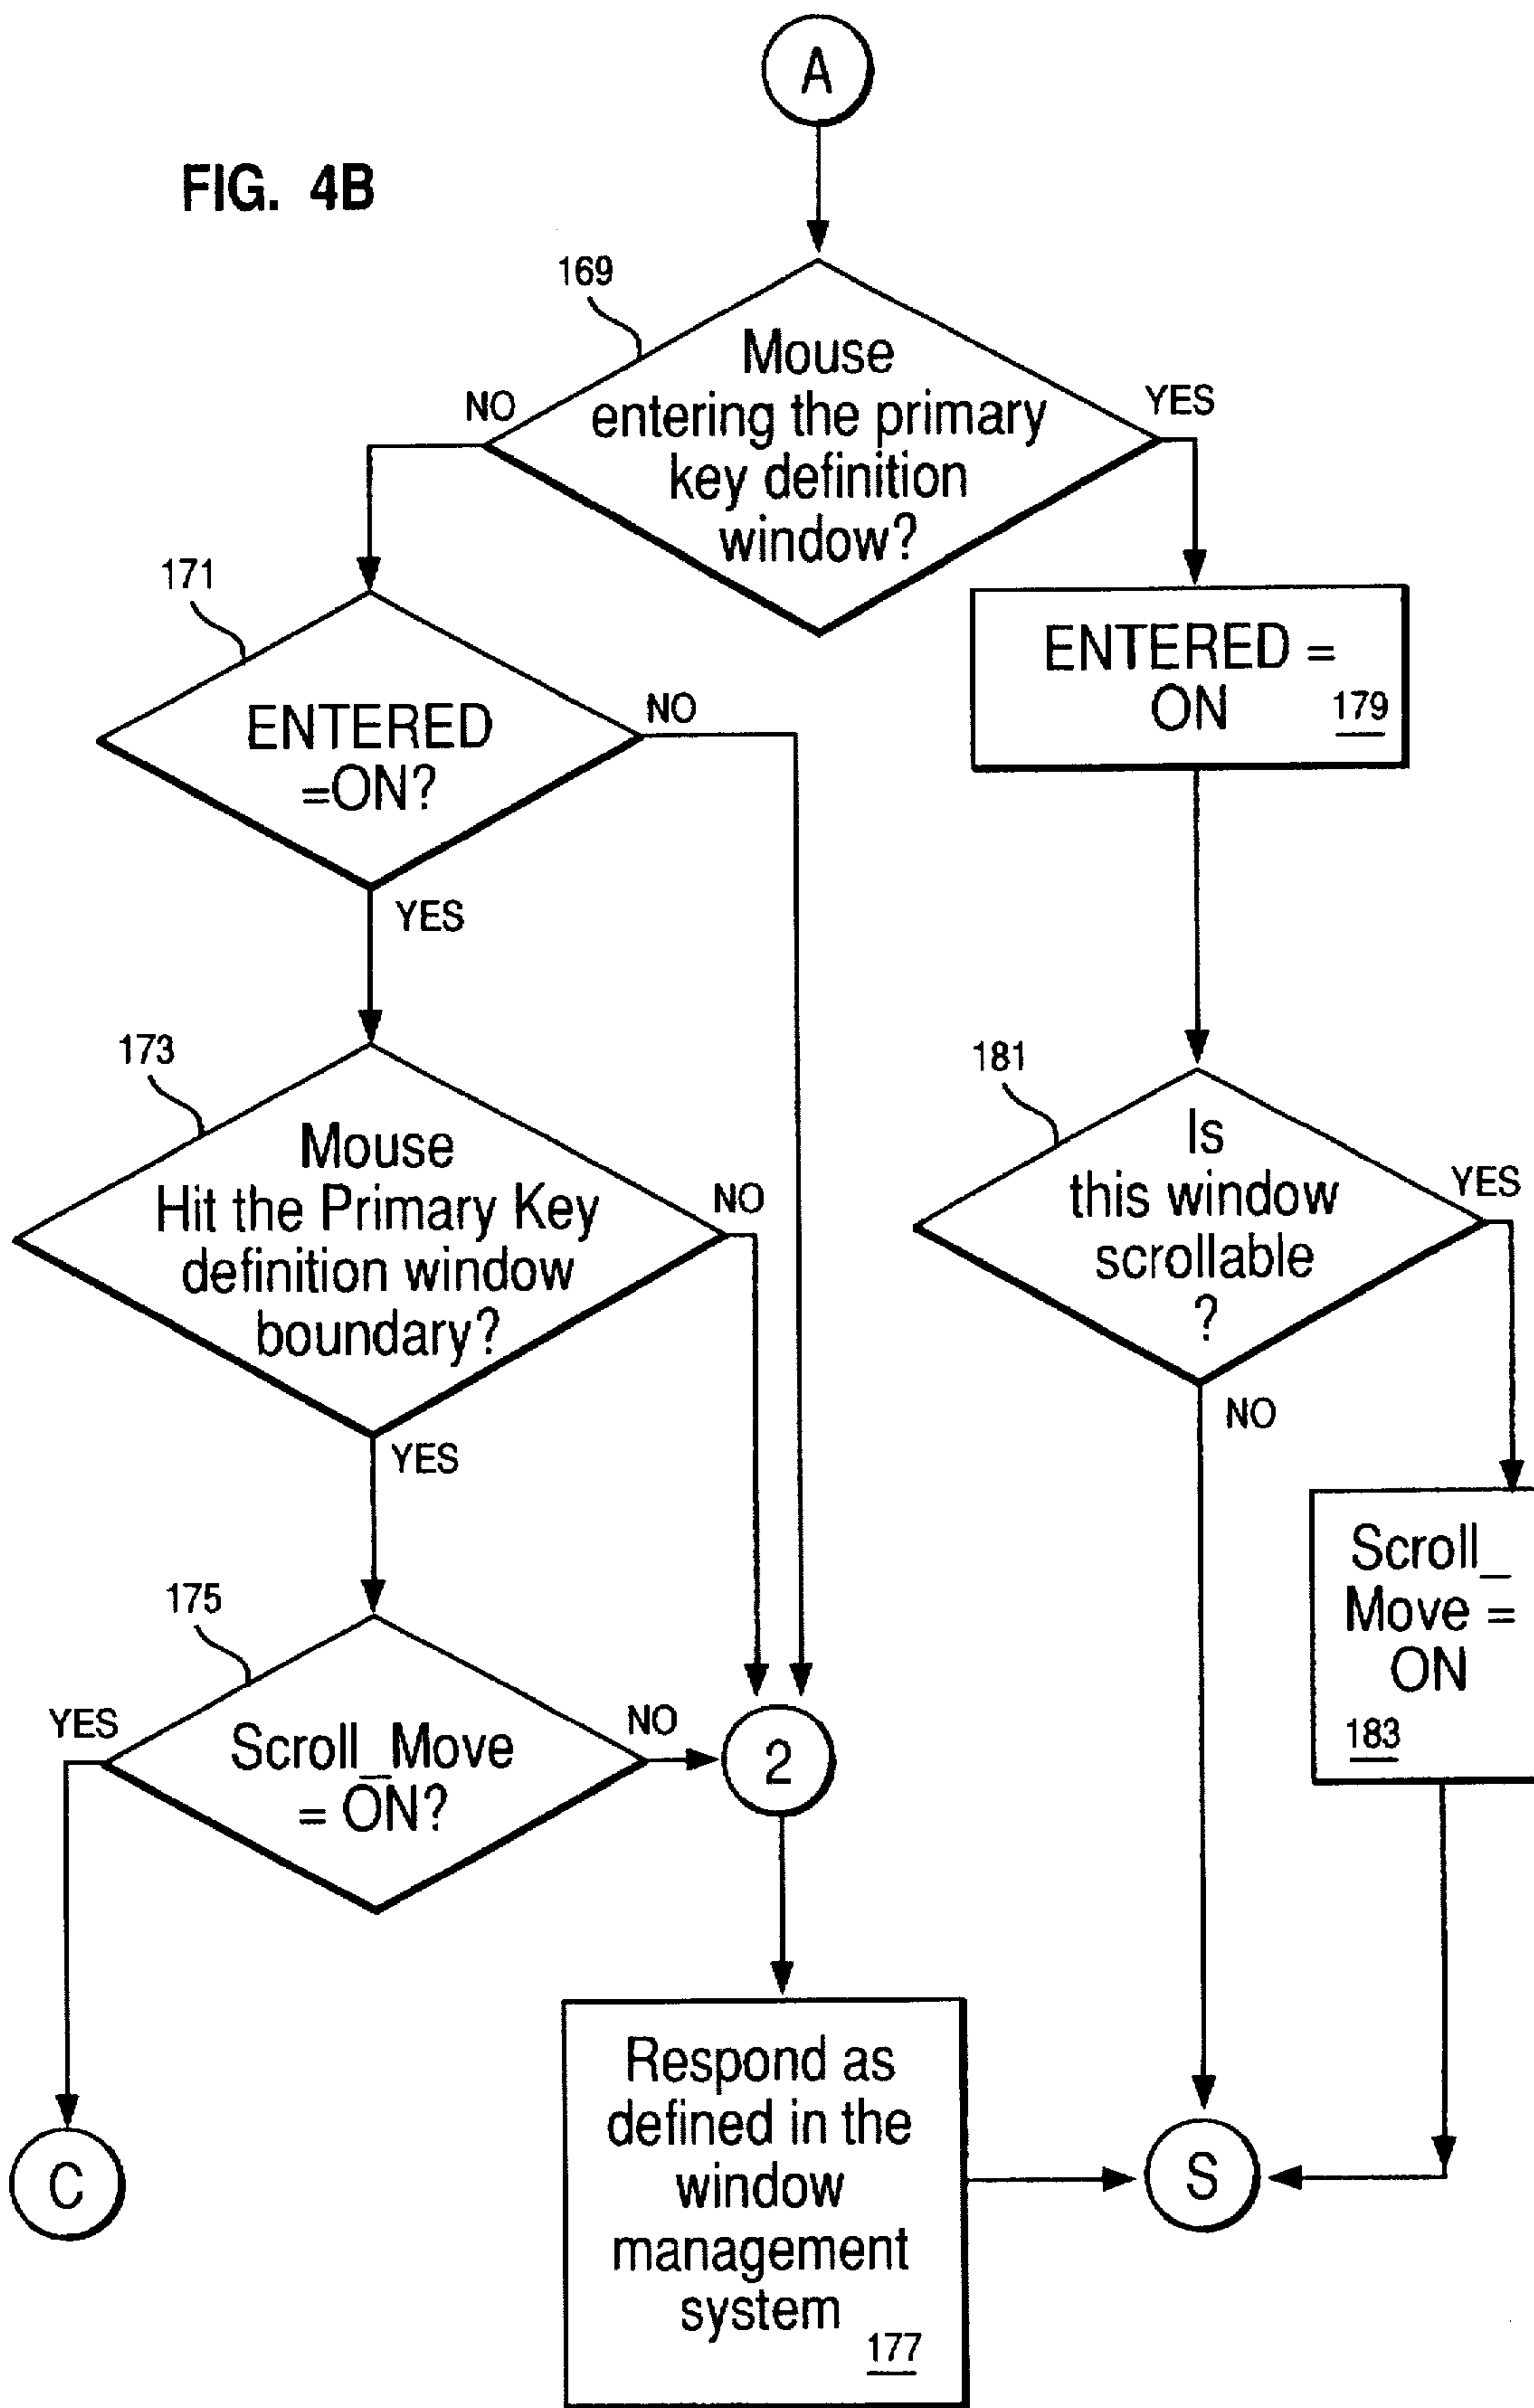 A
FIG. 4B
169
Mouse
entering the primary
key definition
window?
NO
YES
171
ENTERED
=ON?
NO
YES
ENTERED =
ON
179
173
Mouse
Hit the Primary Key
definition window
boundary?
NO
YES
181
Is
this window
scrollable
?
YES
NO
175
Scroll_Move
= ON?
YES
NO
2
Scroll_
Move =
ON
183
C
Respond as
defined in the
window
management
system
177
S